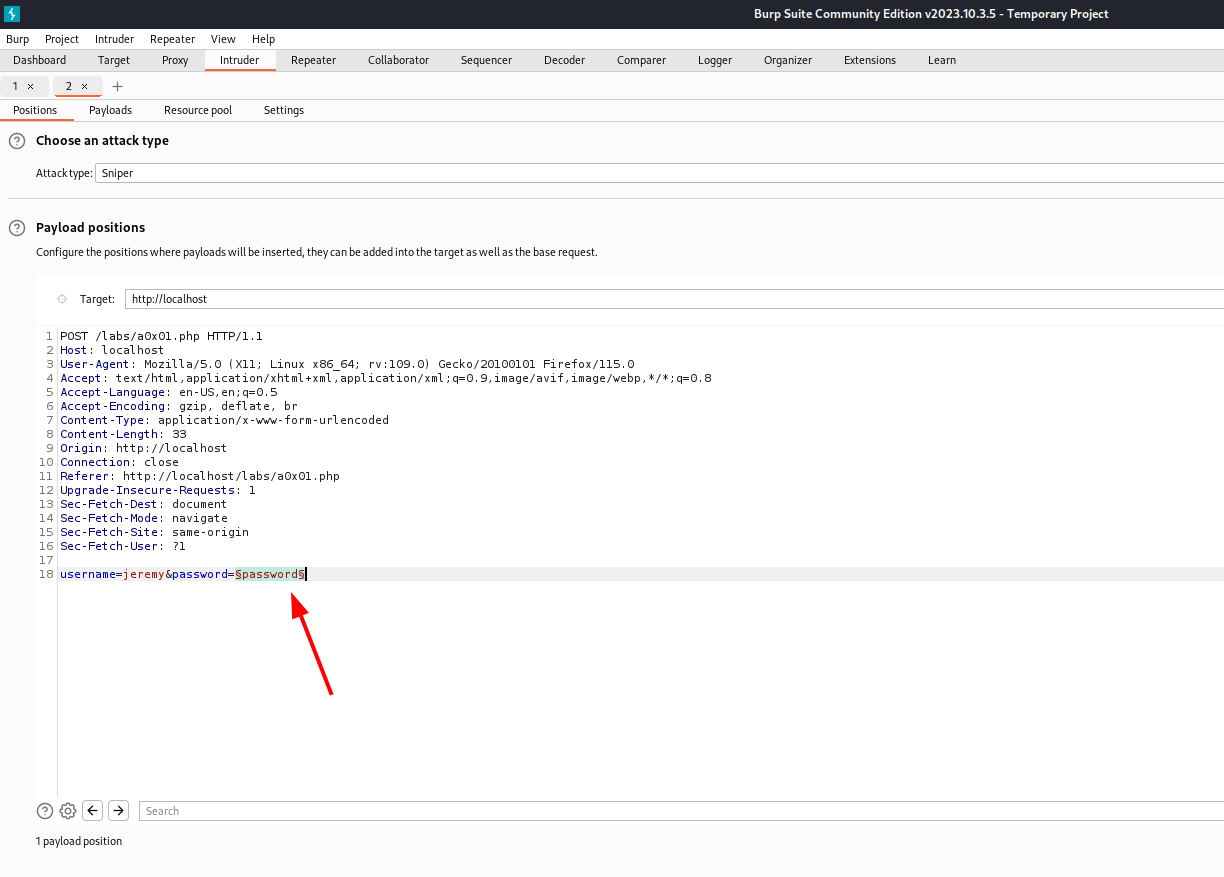 Burp Suite Community Edition v2023.10.3.5 - Temporary Project
Burp Project Intruder Repeater View Help
Dashboard Target Proxy Intruder Repeater Collaborator Sequencer Decoder Comparer Logger Organizer Extensions Learn
1 × 2 × +
Positions Payloads Resource pool Settings
? Choose an attack type
Attack type: Sniper
? Payload positions
Configure the positions where payloads will be inserted, they can be added into the target as well as the base request.
Target: http://localhost
1 POST /labs/a0x01.php HTTP/1.1
2 Host: localhost
3 User-Agent: Mozilla/5.0 (X11; Linux x86_64; rv:109.0) Gecko/20100101 Firefox/115.0
4 Accept: text/html,application/xhtml+xml,application/xml;q=0.9,image/avif,image/webp,*/*;q=0.8
5 Accept-Language: en-US,en;q=0.5
6 Accept-Encoding: gzip, deflate, br
7 Content-Type: application/x-www-form-urlencoded
8 Content-Length: 33
9 Origin: http://localhost
10 Connection: close
11 Referer: http://localhost/labs/a0x01.php
12 Upgrade-Insecure-Requests: 1
13 Sec-Fetch-Dest: document
14 Sec-Fetch-Mode: navigate
15 Sec-Fetch-Site: same-origin
16 Sec-Fetch-User: ?1
17
18 username=jeremy&password=§password§
? Search
1 payload position